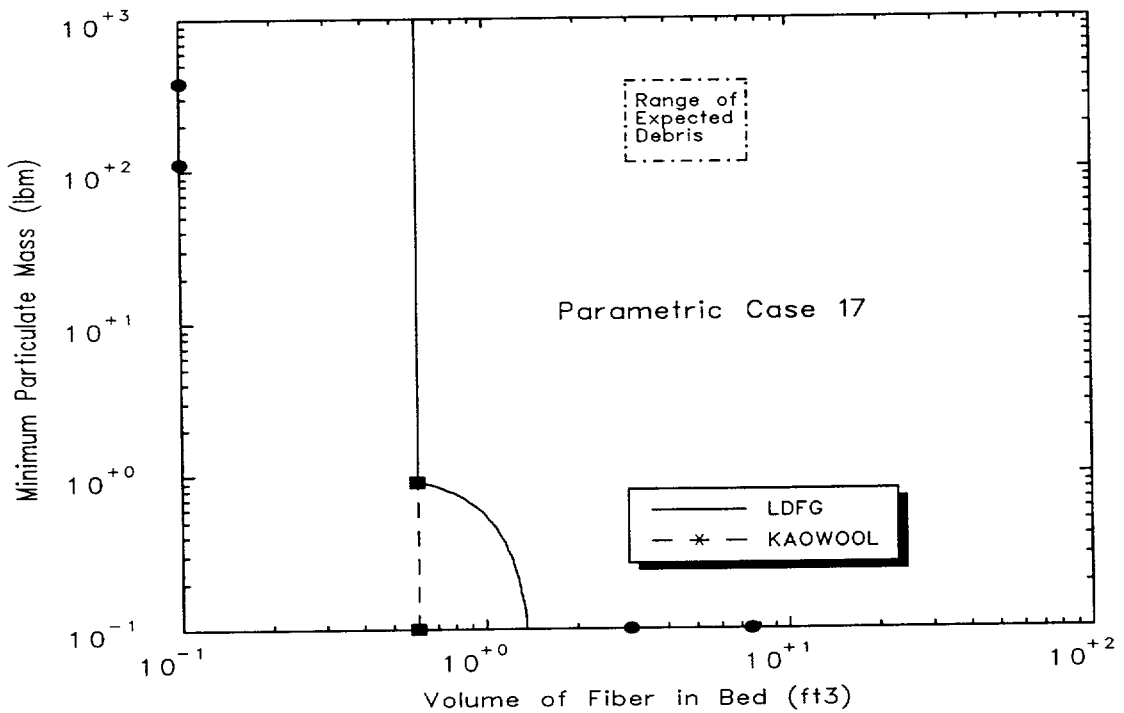 10+3
Range of
Expected
Debris
10+2
Minimum Particulate Mass (lbm)
Parametric Case 17
10+1
10+0
LDFG
KAOWOOL
10-1
10-1
10+0
10+1
10+2
Volume of Fiber in Bed (ft3)